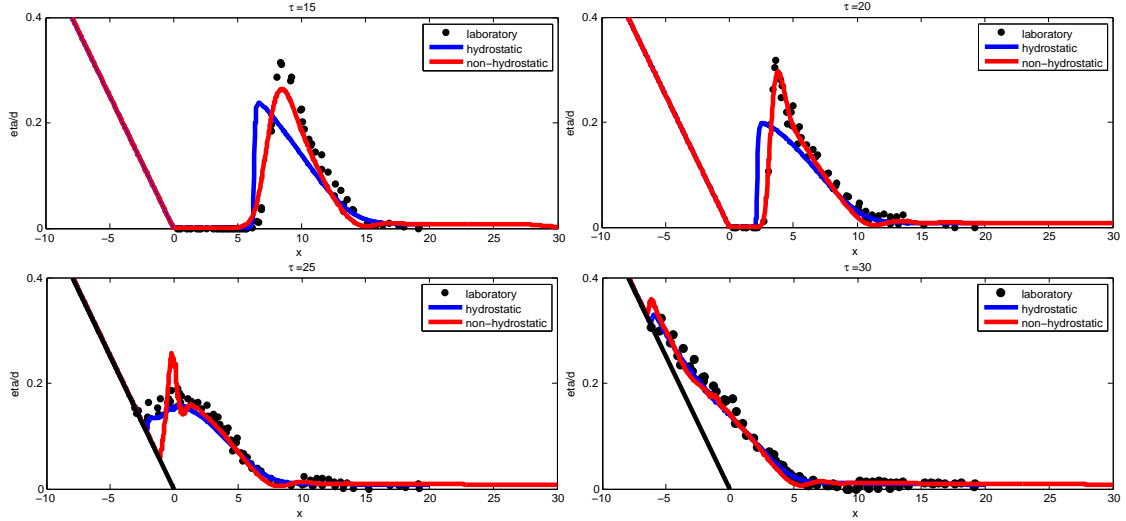 τ =15
0.4
0.2
0
eta/d
−10 −5 0 5 10 15 20 25 30
x
laboratory
hydrostatic
non−hydrostatic
τ =20
0.4
0.2
0
eta/d
−10 −5 0 5 10 15 20 25 30
x
laboratory
hydrostatic
non−hydrostatic
τ =25
0.4
0.2
0
eta/d
−10 −5 0 5 10 15 20 25 30
x
laboratory
hydrostatic
non−hydrostatic
τ =30
0.4
0.2
0
eta/d
−10 −5 0 5 10 15 20 25 30
x
laboratory
hydrostatic
non−hydrostatic